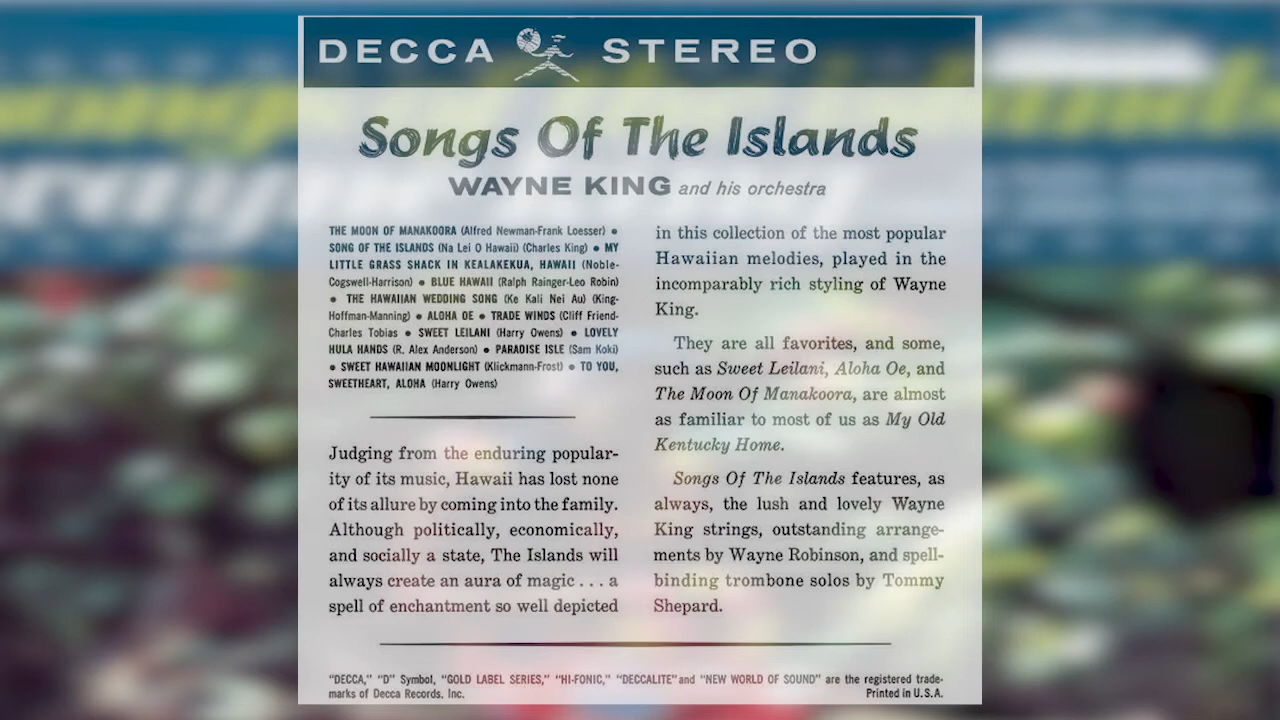 DECCA STEREO
Songs Of The Islands
WAYNE KING and his orchestra
THE MOON OF MANAKOORA (Alfred Newman-Frank Loesser) •
SONG OF THE ISLANDS (Na Lei O Hawaii) (Charles King) • MY
LITTLE GRASS SHACK IN KEALAKEKUA, HAWAII (Noble-
Cogswell-Harrison) • BLUE HAWAII (Ralph Rainger-Leo Robin)
• THE HAWAIIAN WEDDING SONG (Ke Kali Nei Au) (King-
Hoffman-Manning) • ALOHA OE • TRADE WINDS (Cliff Friend-
Charles Tobias • SWEET LEILANI (Harry Owens) • LOVELY
HULA HANDS (R. Alex Anderson) • PARADISE ISLE (Sam Koki)
• SWEET HAWAIIAN MOONLIGHT (Klickmann-Frost) • TO YOU,
SWEETHEART, ALOHA (Harry Owens)
Judging from the enduring popular-
ity of its music, Hawaii has lost none
of its allure by coming into the family.
Although politically, economically,
and socially a state, The Islands will
always create an aura of magic . . . a
spell of enchantment so well depicted
in this collection of the most popular
Hawaiian melodies, played in the
incomparably rich styling of Wayne
King.
They are all favorites, and some,
such as Sweet Leilani, Aloha Oe, and
The Moon Of Manakoora, are almost
as familiar to most of us as My Old
Kentucky Home.
Songs Of The Islands features, as
always, the lush and lovely Wayne
King strings, outstanding arrange-
ments by Wayne Robinson, and spell-
binding trombone solos by Tommy
Shepard.
"DECCA," "D" Symbol, "GOLD LABEL SERIES," "HI-FONIC," "DECCALITE" and "NEW WORLD OF SOUND" are the registered trade-
marks of Decca Records, Inc. Printed in U.S.A.